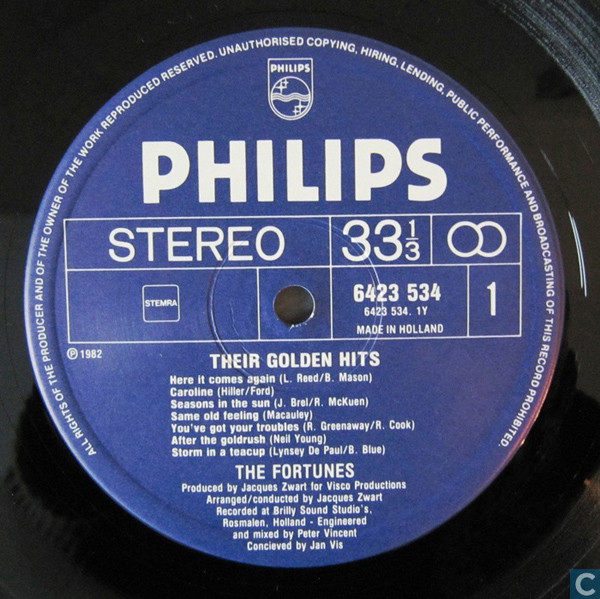 ALL RIGHTS OF THE PRODUCER AND OF THE OWNER OF THE WORK REPRODUCED RESERVED. UNAUTHORISED COPYING, HIRING, LENDING, PUBLIC PERFORMANCE AND BROADCASTING OF THIS RECORD PROHIBITED.
PHILIPS
PHILIPS
STEREO 33 1/3
STEMRA 6423 534 1
6423 534. 1Y
MADE IN HOLLAND
℗ 1982
THEIR GOLDEN HITS
Here it comes again (L. Reed/B. Mason)
Caroline (Hiller/Ford)
Seasons in the sun (J. Brel/R. McKuen)
Same old feeling (Macauley)
You've got your troubles (R. Greenaway/R. Cook)
After the goldrush (Neil Young)
Storm in a teacup (Lynsey De Paul/B. Blue)
THE FORTUNES
Produced by Jacques Zwart for Visco Productions
Arranged/conducted by Jacques Zwart
Recorded at Brilly Sound Studio's,
Rosmalen, Holland - Engineered
and mixed by Peter Vincent
Concieved by Jan Vis
C